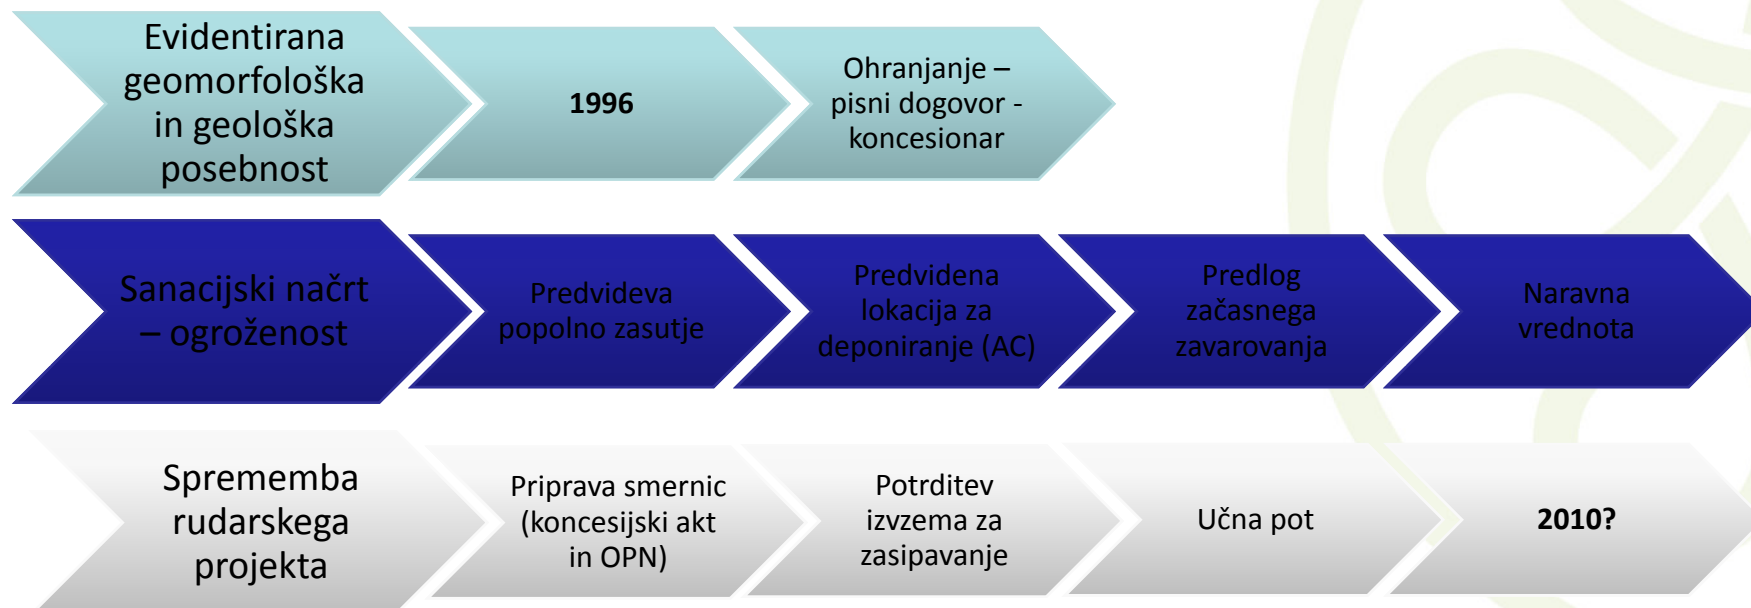 Evidentirana
geomorfološka
in geološka
posebnost
1996
Ohranjanje –
pisni dogovor -
koncesionar
Sanacijski načrt
– ogroženost
Predvideva
popolno zasutje
Predvidena
lokacija za
deponiranje (AC)
Predlog
začasnega
zavarovanja
Naravna
vrednota
Sprememba
rudarskega
projekta
Priprava smernic
(koncesijski akt
in OPN)
Potrditev
izvzema za
zasipavanje
Učna pot
2010?